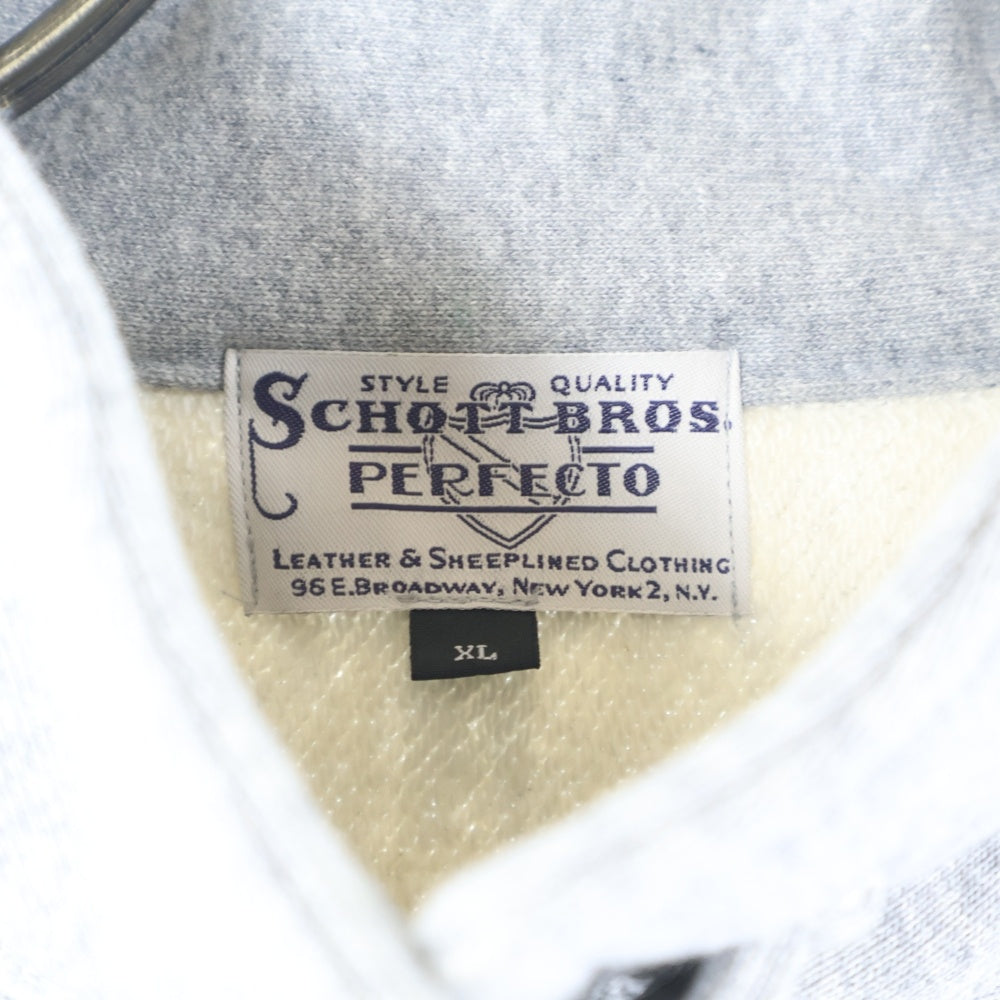 STYLE QUALITY
SCHOTT BROS.
PERFECTO
LEATHER & SHEEPLINED CLOTHING
96 E. BROADWAY, NEW YORK 2, N.Y.
XL